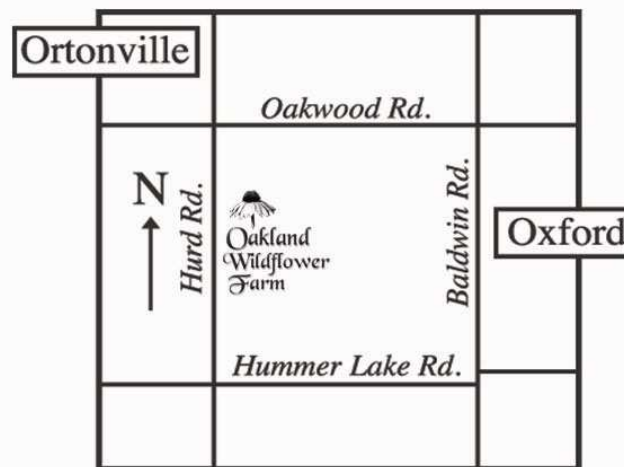 Ortonville
Oakwood Rd.
N
Hurd Rd.
Oakland
Wildflower
Farm
Baldwin Rd.
Oxford
Hummer Lake Rd.